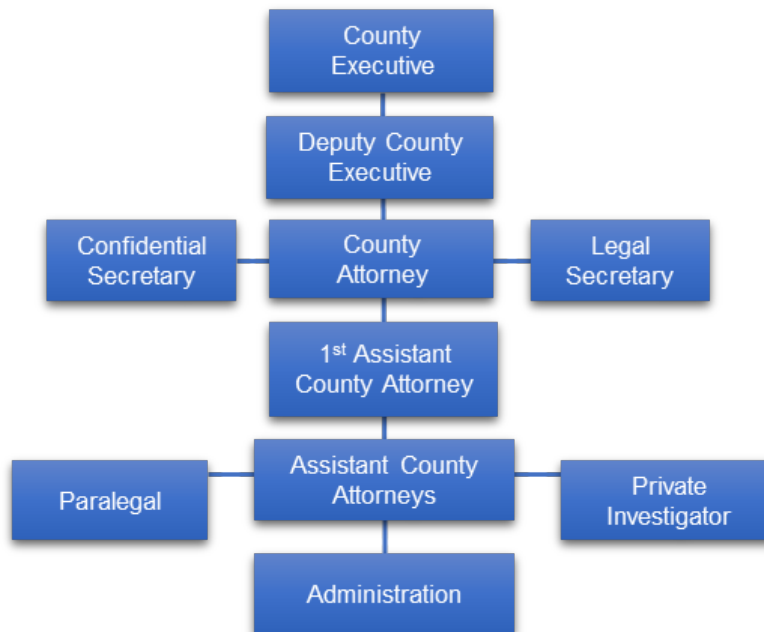 County
Executive
Deputy County
Executive
Confidential
Secretary
County
Attorney
Legal
Secretary
1st Assistant
County Attorney
Paralegal
Assistant County
Attorneys
Private
Investigator
Administration